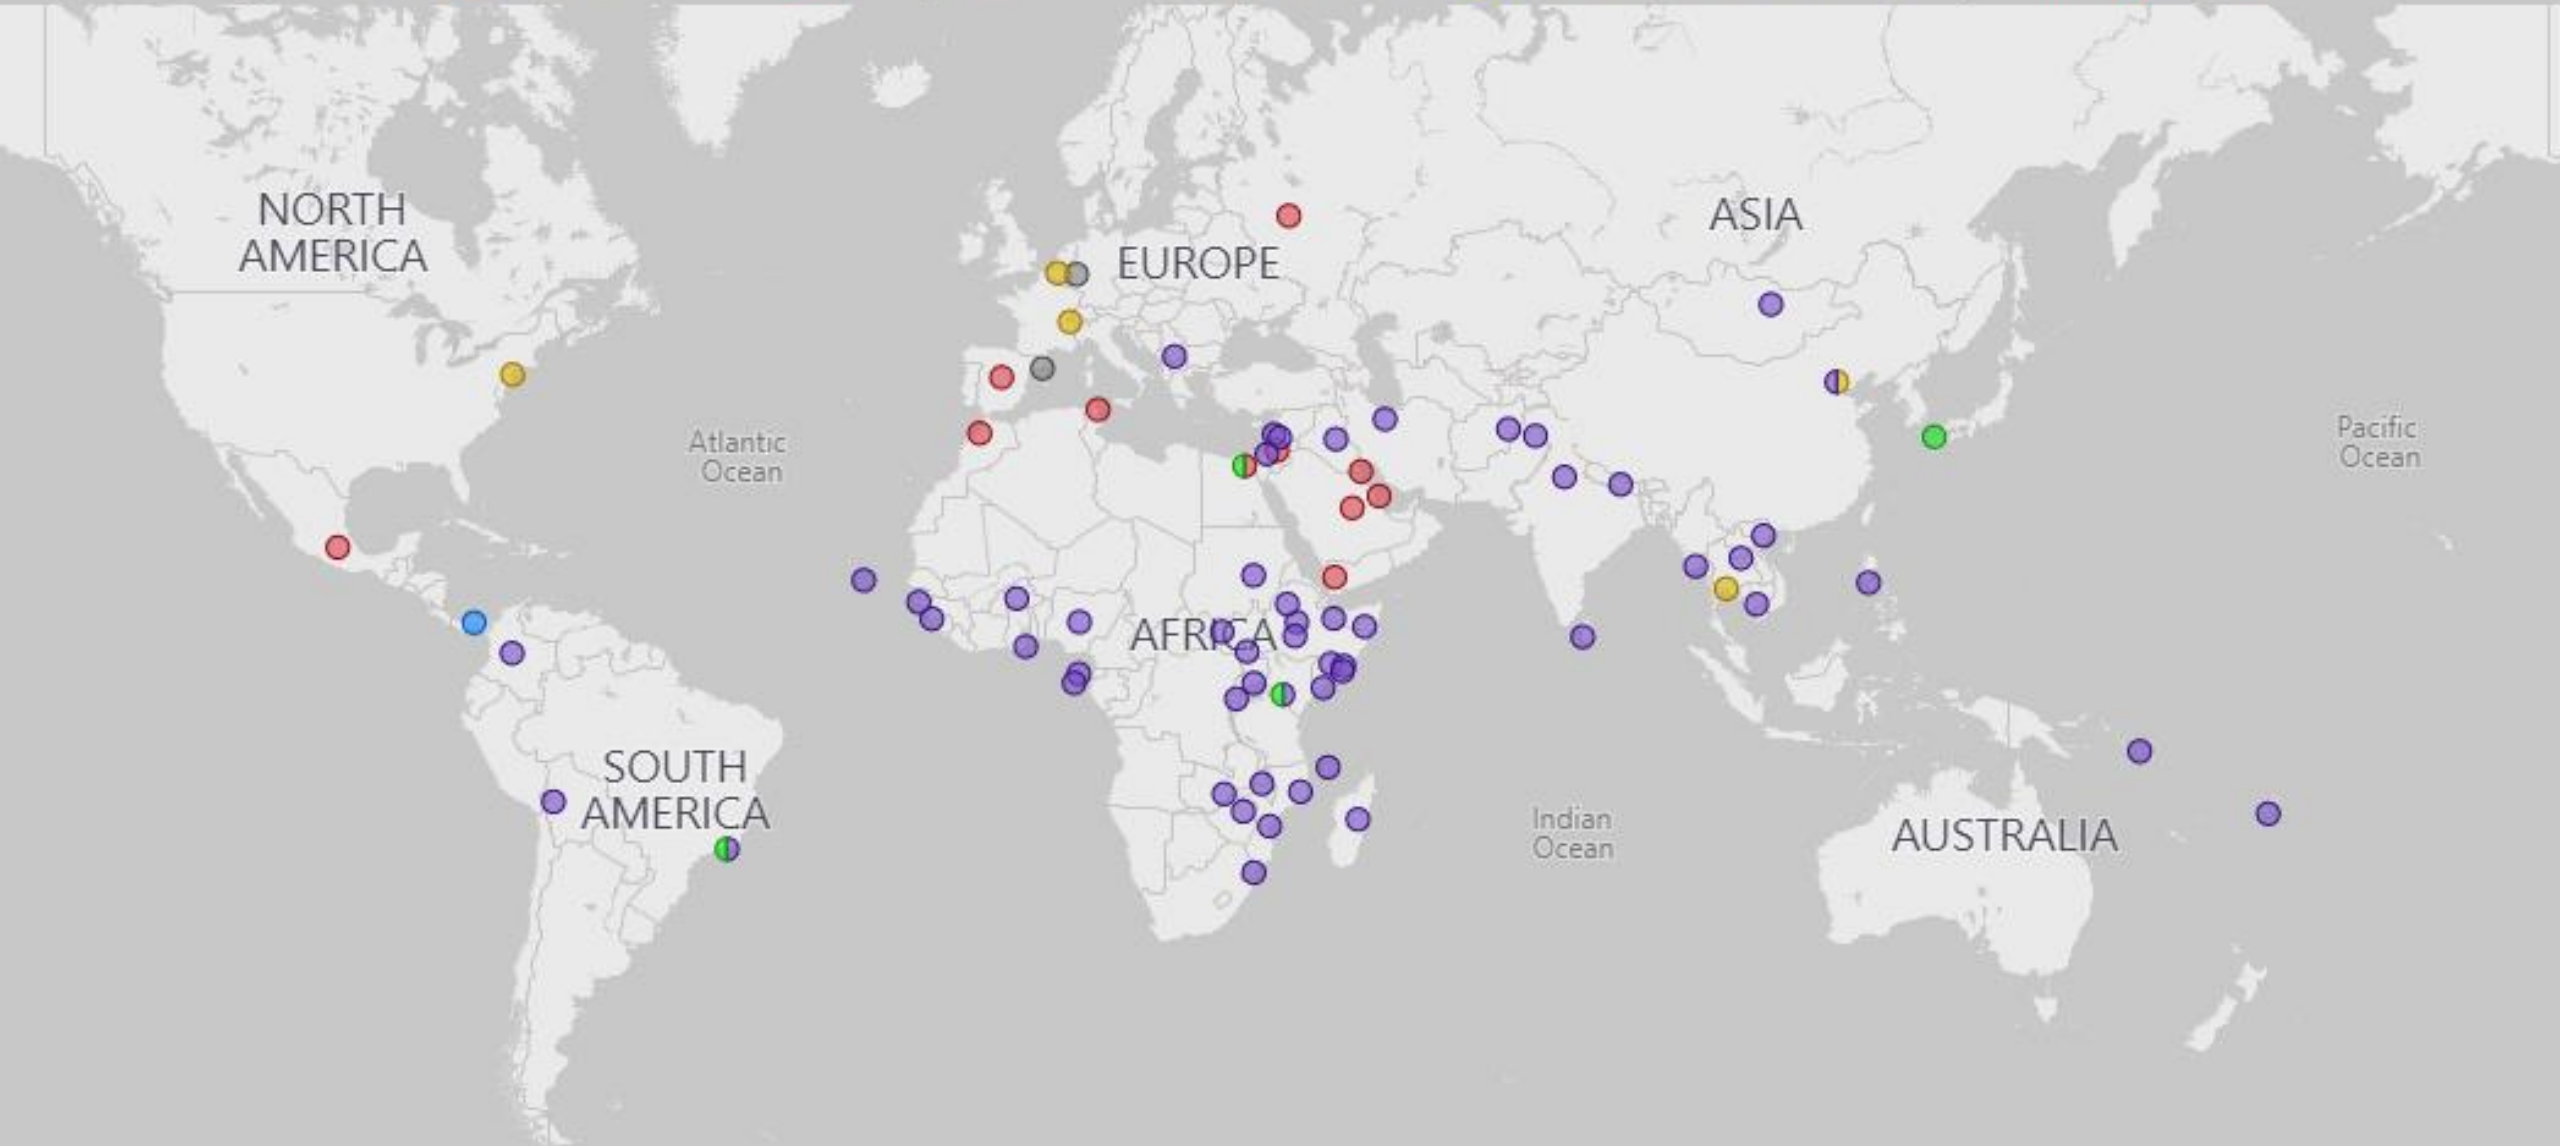 NORTH
AMERICA
ASIA
EUROPE
Atlantic
Ocean
Pacific
Ocean
AFRICA
SOUTH
AMERICA
Indian
Ocean
AUSTRALIA